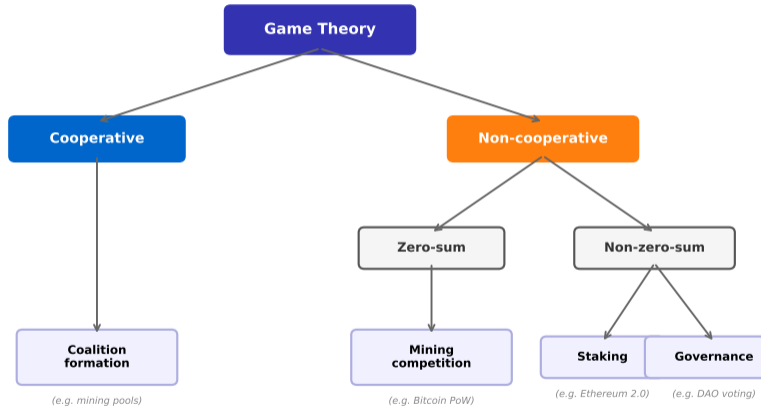 Game Theory
Cooperative
Non-cooperative
Zero-sum
Non-zero-sum
Coalition
formation
Mining
competition
Staking
Governance
(e.g. mining pools)
(e.g. Bitcoin PoW)
(e.g. Ethereum 2.0)
(e.g. DAO voting)